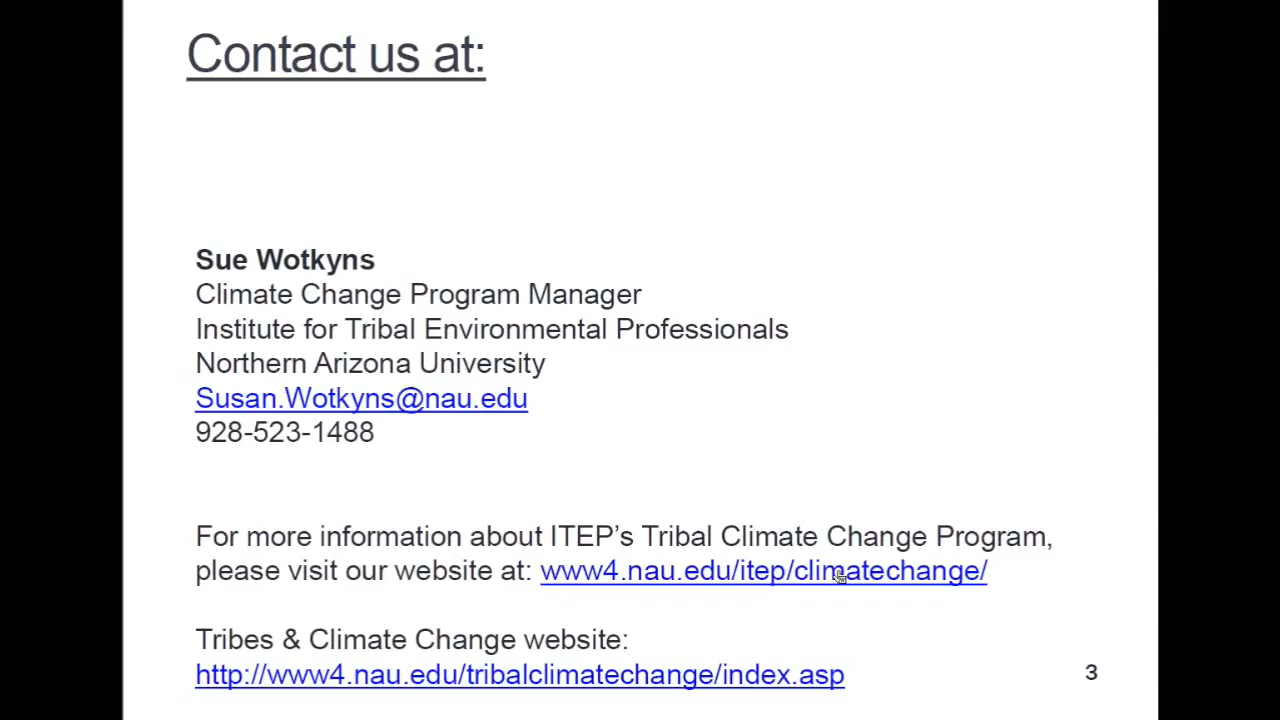 Contact us at:
Sue Wotkyns
Climate Change Program Manager
Institute for Tribal Environmental Professionals
Northern Arizona University
Susan.Wotkyns@nau.edu
928-523-1488
For more information about ITEP’s Tribal Climate Change Program,
please visit our website at: www4.nau.edu/itep/climatechange/
Tribes & Climate Change website:
http://www4.nau.edu/tribalclimatechange/index.asp
3